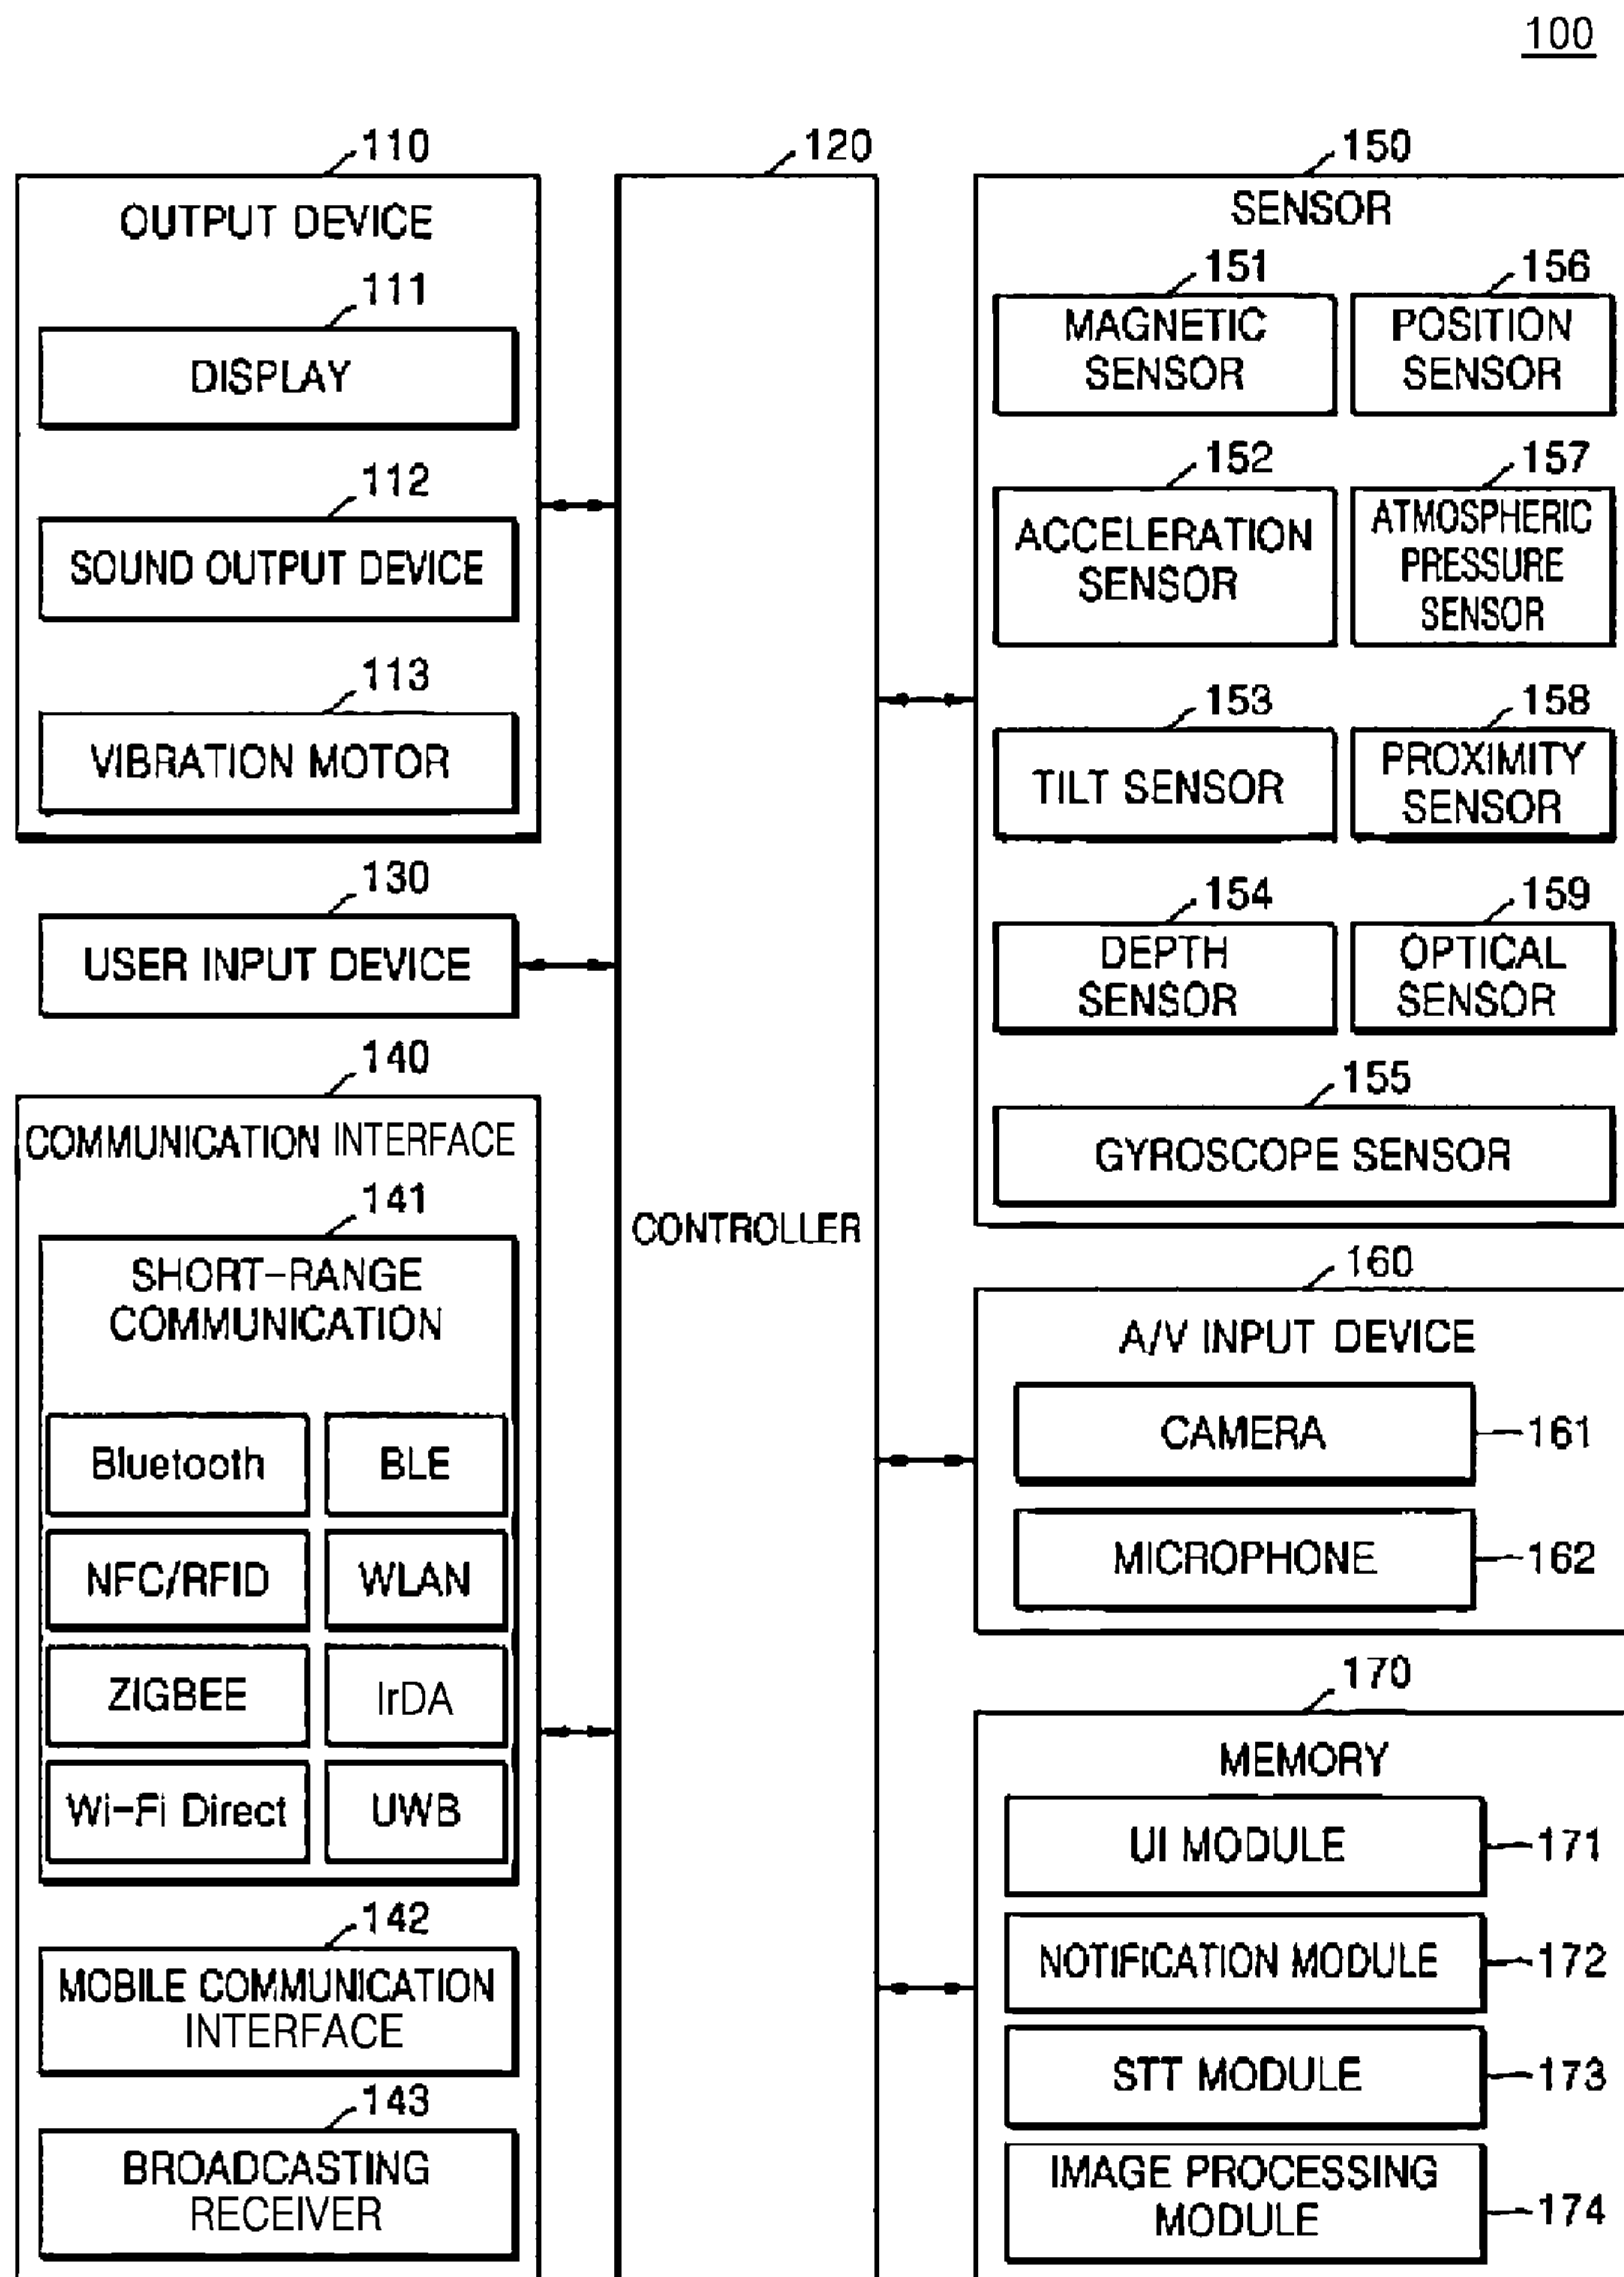 100
110
OUTPUT DEVICE
111
DISPLAY
112
SOUND OUTPUT DEVICE
113
VIBRATION MOTOR
130
USER INPUT DEVICE
140
COMMUNICATION INTERFACE
141
SHORT-RANGE
COMMUNICATION
Bluetooth
BLE
NFC/RFID
WLAN
ZIGBEE
IrDA
Wi-Fi Direct
UWB
142
MOBILE COMMUNICATION
INTERFACE
143
BROADCASTING
RECEIVER
120
CONTROLLER
150
SENSOR
151
MAGNETIC
SENSOR
156
POSITION
SENSOR
152
ACCELERATION
SENSOR
157
ATMOSPHERIC
PRESSURE
SENSOR
153
TILT SENSOR
158
PROXIMITY
SENSOR
154
DEPTH
SENSOR
159
OPTICAL
SENSOR
155
GYROSCOPE SENSOR
160
A/V INPUT DEVICE
CAMERA
161
MICROPHONE
162
170
MEMORY
UI MODULE
171
NOTIFICATION MODULE
172
STT MODULE
173
IMAGE PROCESSING
MODULE
174